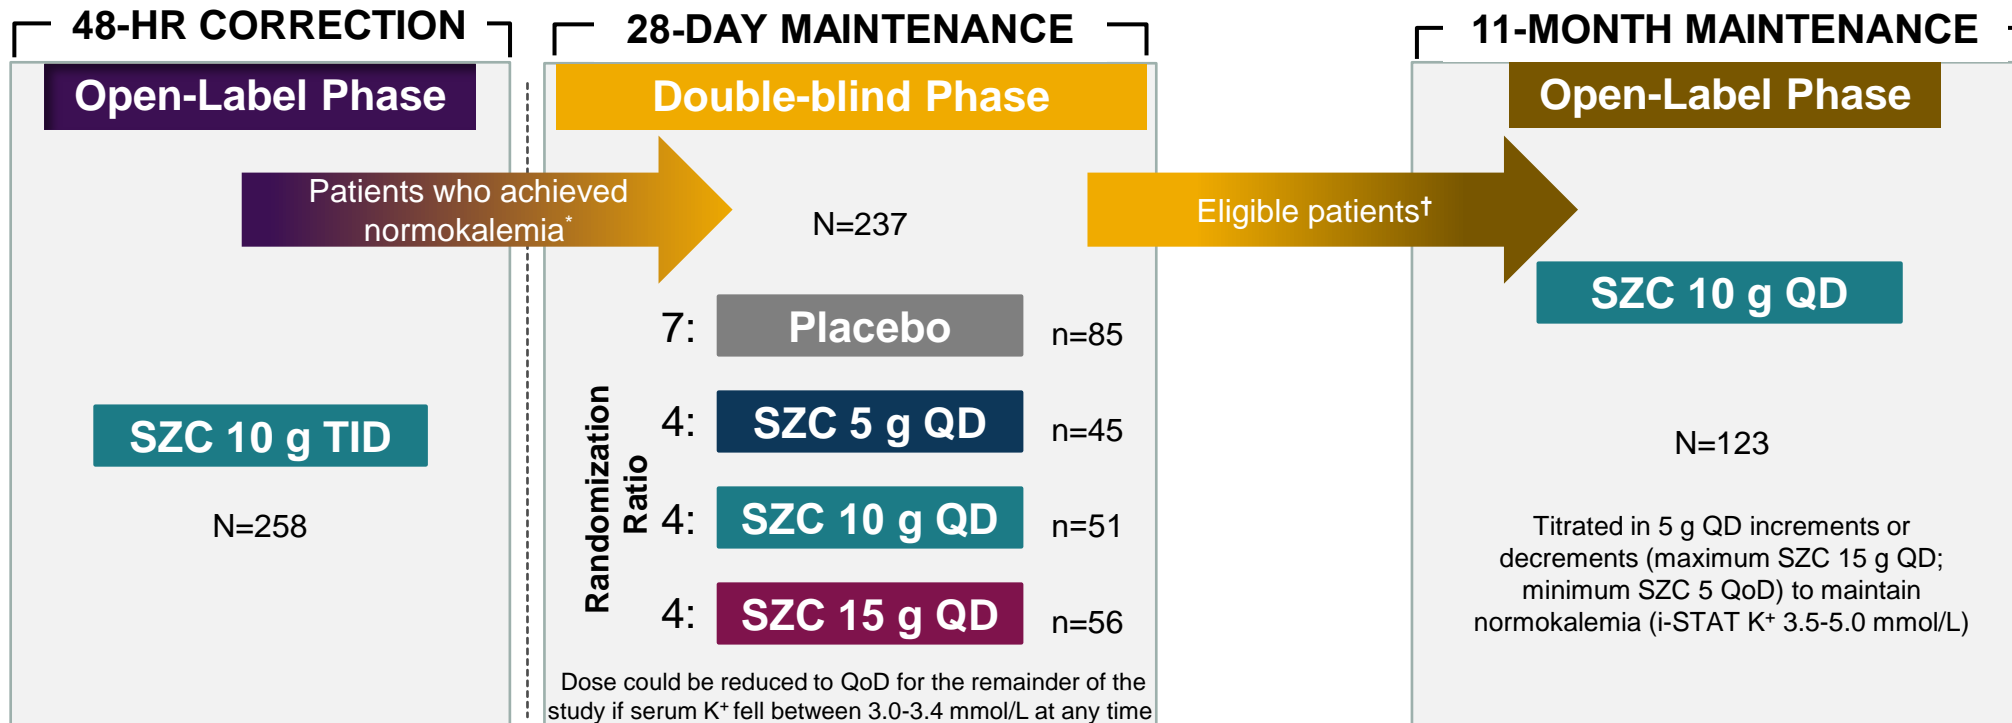 48-HR CORRECTION
Open-Label Phase
Patients who achieved
normokalemia*
SZC 10 g TID
N=258
28-DAY MAINTENANCE
Double-blind Phase
N=237
Randomization
Ratio
7: Placebo n=85
4: SZC 5 g QD n=45
4: SZC 10 g QD n=51
4: SZC 15 g QD n=56
Dose could be reduced to QoD for the remainder of the
study if serum K⁺ fell between 3.0-3.4 mmol/L at any time
Eligible patients†
11-MONTH MAINTENANCE
Open-Label Phase
SZC 10 g QD
N=123
Titrated in 5 g QD increments or
decrements (maximum SZC 15 g QD;
minimum SZC 5 QoD) to maintain
normokalemia (i-STAT K⁺ 3.5-5.0 mmol/L)